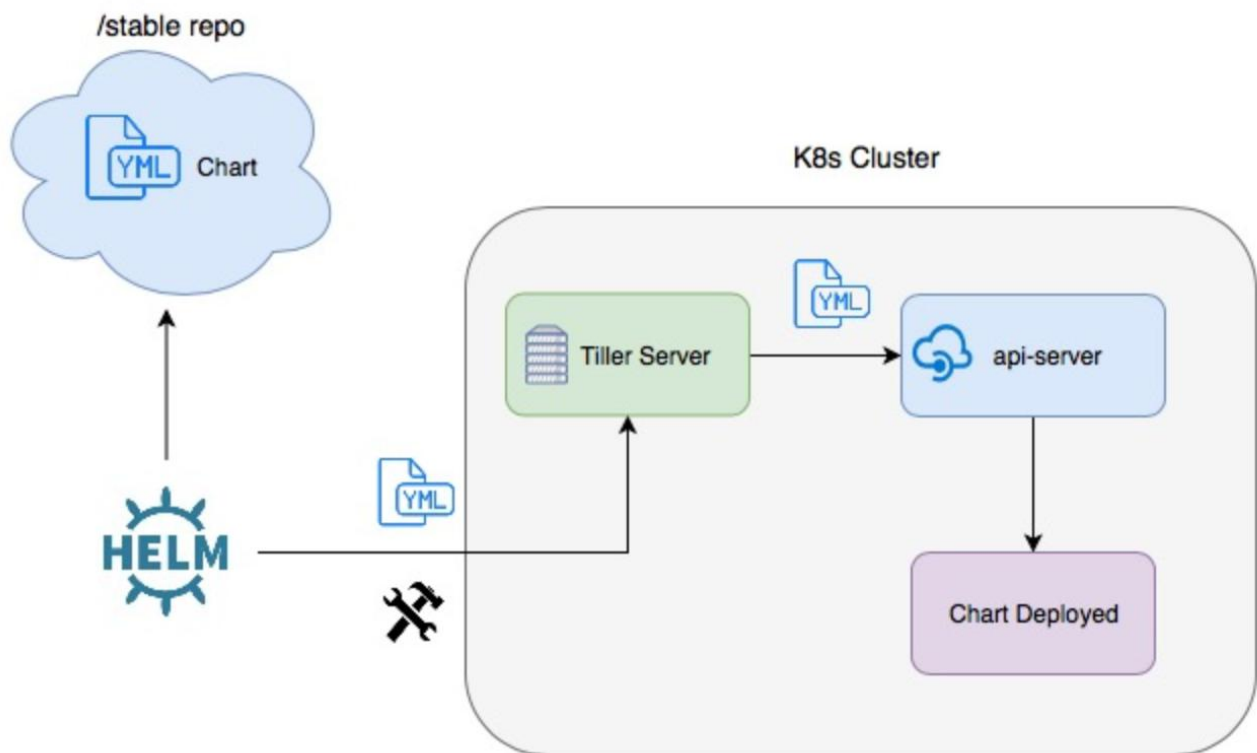 /stable repo
YML
Chart
K8s Cluster
YML
Tiller Server
api-server
YML
HELM
Chart Deployed